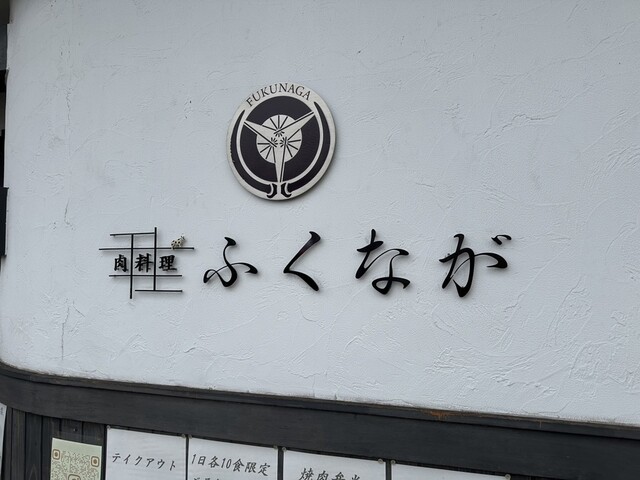 FUKUNAGA
肉料理
ふくなが
テイクアウト
1日各10食限定
焼肉弁当